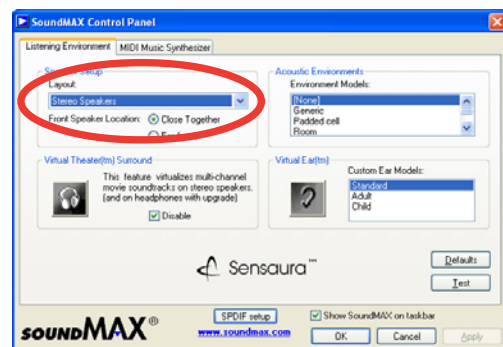 SoundMAX Control Panel
Listening Environment
MIDI Music Synthesizer
Speaker Setup
Layout:
Stereo Speakers
Front Speaker Location:
Close Together
Acoustic Environments
Environment Models:
[None]
Generic
Padded cell
Room
Virtual Theater(tm) Surround
This feature virtualizes multi-channel
movie soundtracks on stereo speakers.
(and on headphones with upgrade)
Disable
Virtual Ear(tm)
Custom Ear Models:
Standard
Adult
Child
Sensaura™
Defaults
Test
SOUNDMAX®
SPDIF setup
www.soundmax.com
Show SoundMAX on taskbar
OK
Cancel
Apply